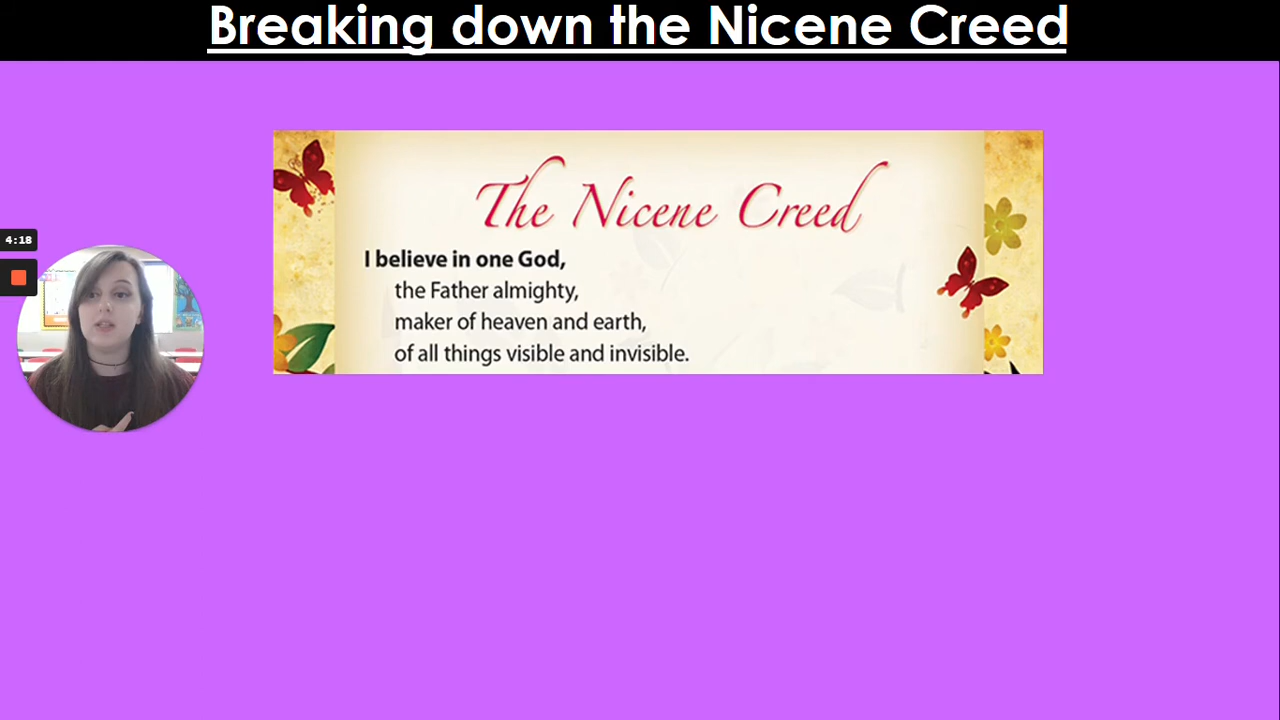 Breaking down the Nicene Creed
The Nicene Creed
I believe in one God,
the Father almighty,
maker of heaven and earth,
of all things visible and invisible.
4:18